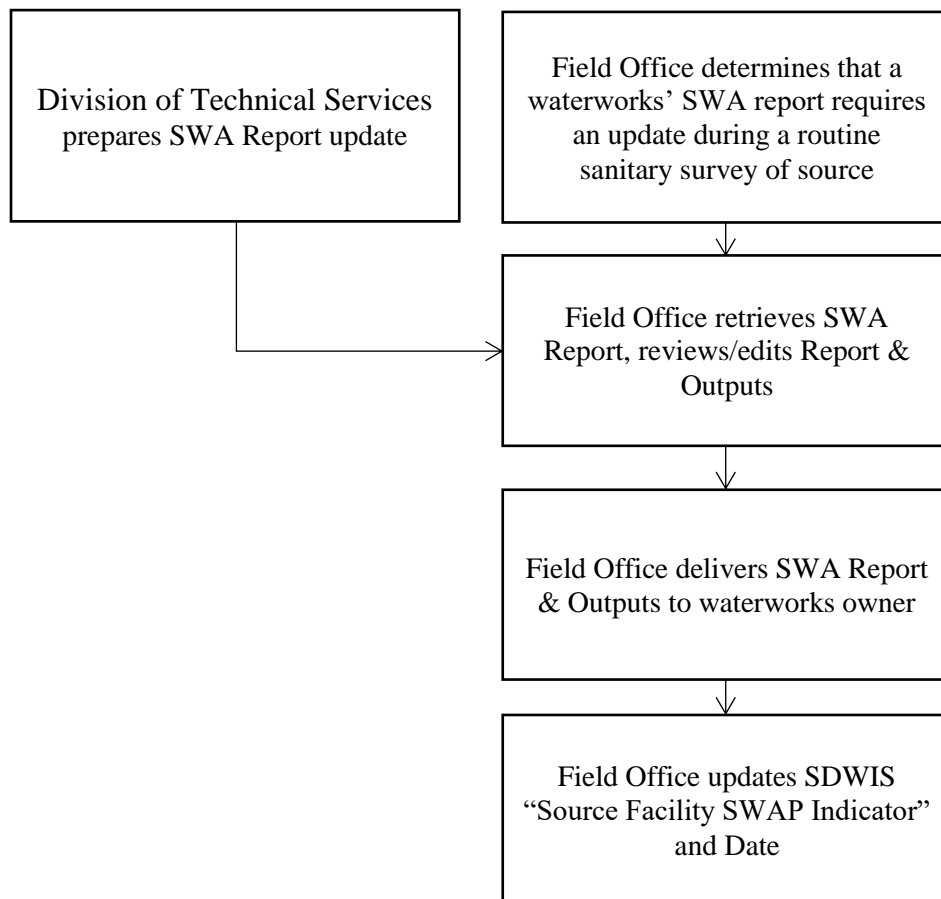 Division of Technical Services
prepares SWA Report update
Field Office determines that a
waterworks’ SWA report requires
an update during a routine
sanitary survey of source
Field Office retrieves SWA
Report, reviews/edits Report &
Outputs
Field Office delivers SWA Report
& Outputs to waterworks owner
Field Office updates SDWIS
“Source Facility SWAP Indicator”
and Date